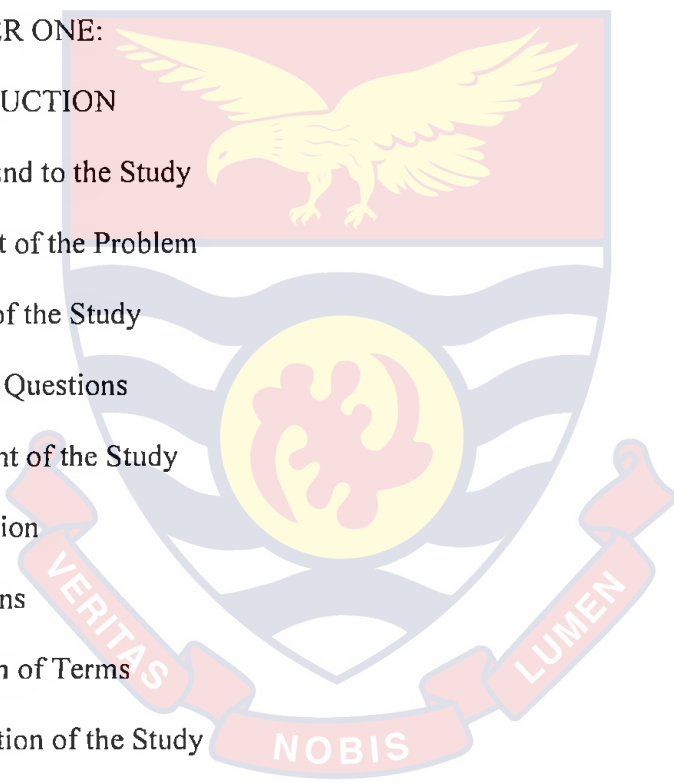 ER ONE:
UCTION
nd to the Study
t of the Problem
of the Study
Questions
nt of the Study
ion
ns
n of Terms
tion of the Study
VERITAS
NOBIS
LUMEN